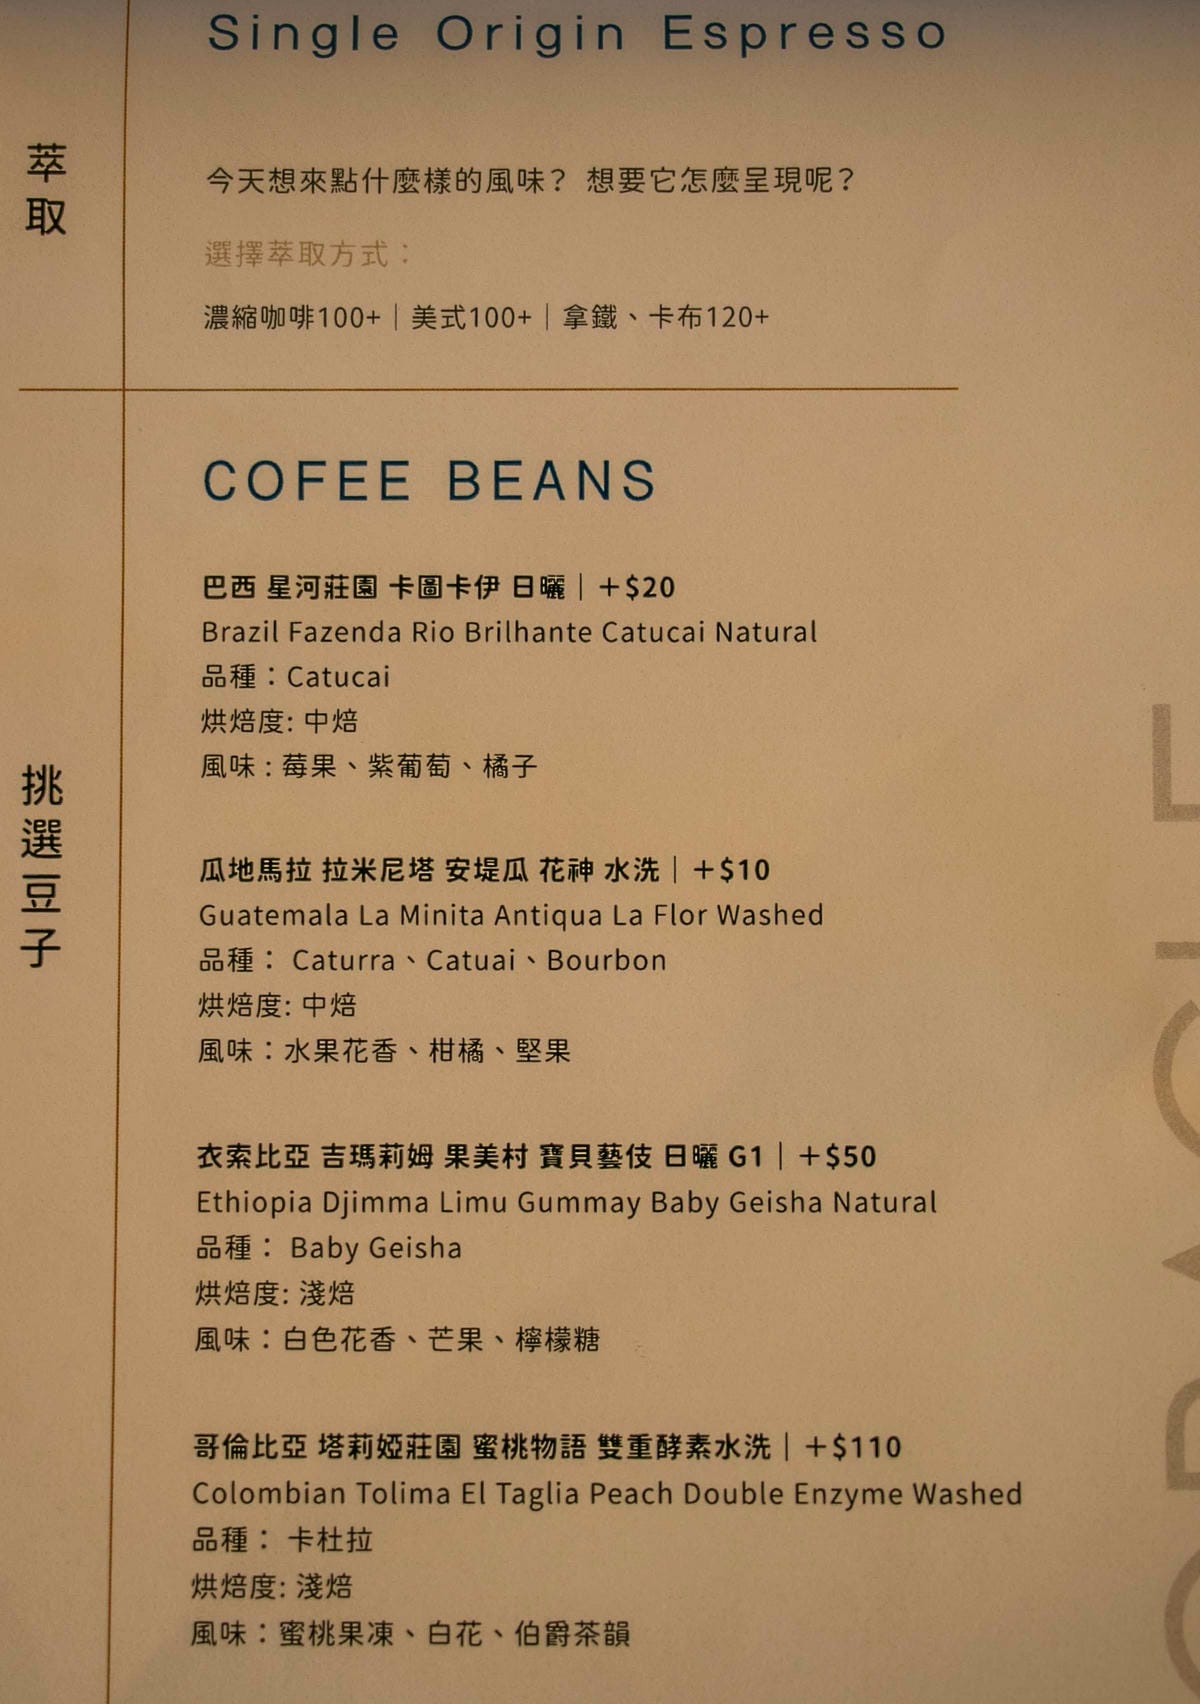 Single Origin Espresso
萃取
今天想來點什麼樣的風味？ 想要它怎麼呈現呢？
選擇萃取方式：
濃縮咖啡100+｜美式100+｜拿鐵、卡布120+
COFEE BEANS
挑選豆子
巴西 星河莊園 卡圖卡伊 日曬｜＋$20
Brazil Fazenda Rio Brilhante Catucai Natural
品種：Catucai
烘焙度: 中焙
風味 : 莓果、紫葡萄、橘子
瓜地馬拉 拉米尼塔 安堤瓜 花神 水洗｜＋$10
Guatemala La Minita Antiqua La Flor Washed
品種： Caturra、Catuai、Bourbon
烘焙度: 中焙
風味：水果花香、柑橘、堅果
衣索比亞 吉瑪莉姆 果美村 寶貝藝伎 日曬 G1｜＋$50
Ethiopia Djimma Limu Gummay Baby Geisha Natural
品種： Baby Geisha
烘焙度: 淺焙
風味：白色花香、芒果、檸檬糖
哥倫比亞 塔莉婭莊園 蜜桃物語 雙重酵素水洗｜＋$110
Colombian Tolima El Taglia Peach Double Enzyme Washed
品種： 卡杜拉
烘焙度: 淺焙
風味：蜜桃果凍、白花、伯爵茶韻